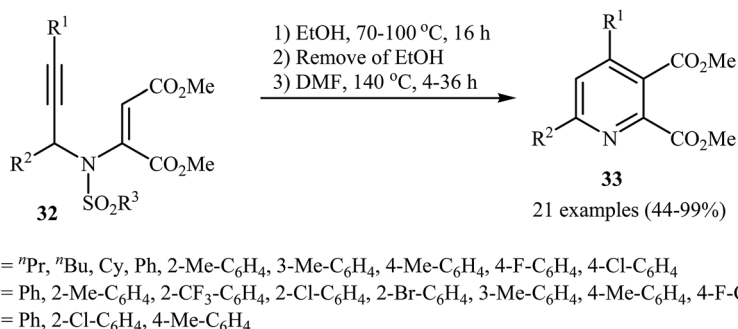 R¹
1) EtOH, 70-100 °C, 16 h
2) Remove of EtOH
3) DMF, 140 °C, 4-36 h
CO₂Me
R²
N
CO₂Me
SO₂R³
32
R¹
CO₂Me
R²
N
CO₂Me
33
21 examples (44-99%)
= ⁿPr, ⁿBu, Cy, Ph, 2-Me-C₆H₄, 3-Me-C₆H₄, 4-Me-C₆H₄, 4-F-C₆H₄, 4-Cl-C₆H₄
= Ph, 2-Me-C₆H₄, 2-CF₃-C₆H₄, 2-Cl-C₆H₄, 2-Br-C₆H₄, 3-Me-C₆H₄, 4-Me-C₆H₄, 4-F-C
= Ph, 2-Cl-C₆H₄, 4-Me-C₆H₄